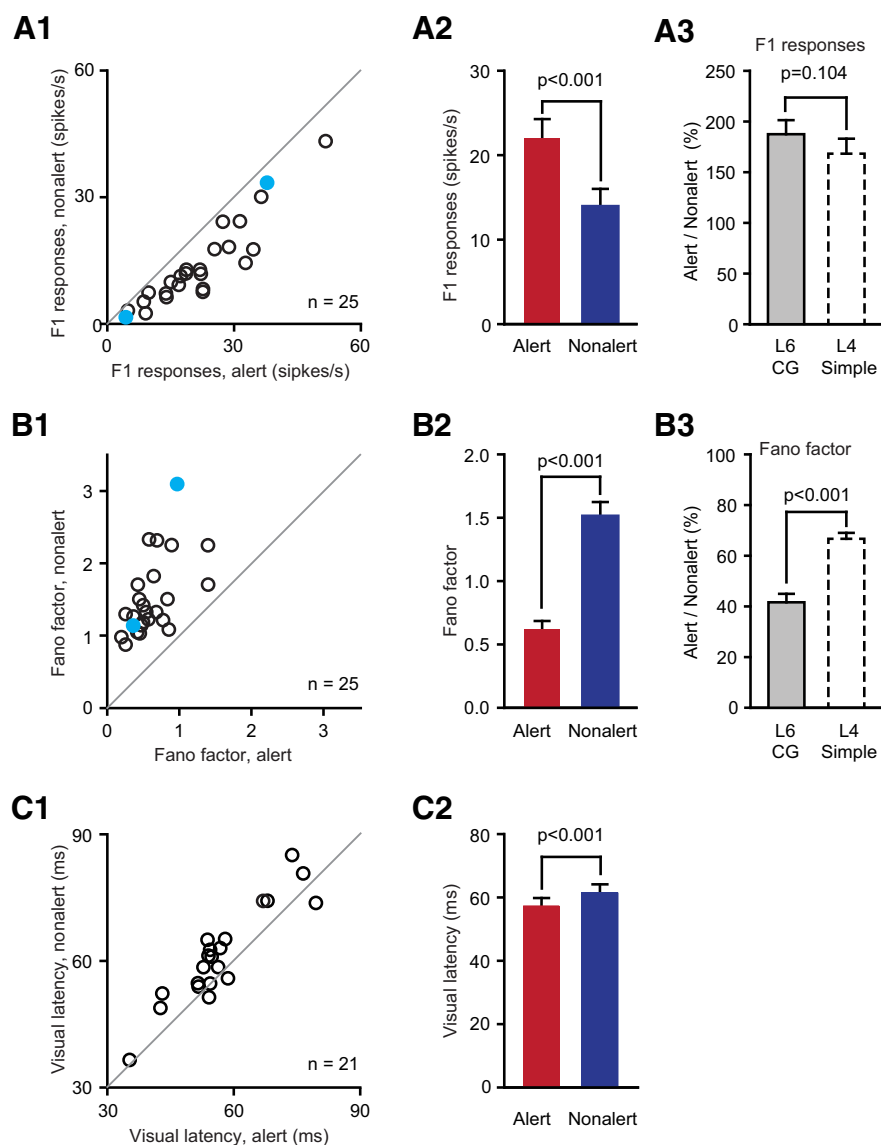 A1
F1 responses, nonalert (spikes/s)
60
30
0
n = 25
0 30 60
F1 responses, alert (sipkes/s)
A2
F1 responses (spikes/s)
30
20
10
0
p<0.001
Alert Nonalert
A3
F1 responses
p=0.104
Alert / Nonalert (%)
250
200
150
100
50
0
L6
CG
L4
Simple
B1
Fano factor, nonalert
3
2
1
0
n = 25
0 1 2 3
Fano factor, alert
B2
Fano factor
2.0
1.5
1.0
0.5
0.0
p<0.001
Alert Nonalert
B3
Fano factor
p<0.001
Alert / Nonalert (%)
100
80
60
40
20
0
L6
CG
L4
Simple
C1
Visual latency, nonalert (ms)
90
60
30
n = 21
30 60 90
Visual latency, alert (ms)
C2
Visual latency (ms)
80
60
40
20
0
p<0.001
Alert Nonalert